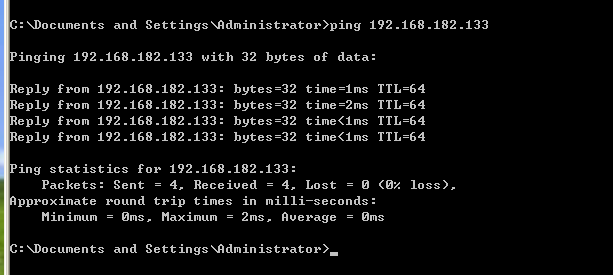 C:\Documents and Settings\Administrator>ping 192.168.182.133
Pinging 192.168.182.133 with 32 bytes of data:
Reply from 192.168.182.133: bytes=32 time=1ms TTL=64
Reply from 192.168.182.133: bytes=32 time=2ms TTL=64
Reply from 192.168.182.133: bytes=32 time<1ms TTL=64
Reply from 192.168.182.133: bytes=32 time<1ms TTL=64
Ping statistics for 192.168.182.133:
    Packets: Sent = 4, Received = 4, Lost = 0 (0% loss),
Approximate round trip times in milli-seconds:
    Minimum = 0ms, Maximum = 2ms, Average = 0ms
C:\Documents and Settings\Administrator>_